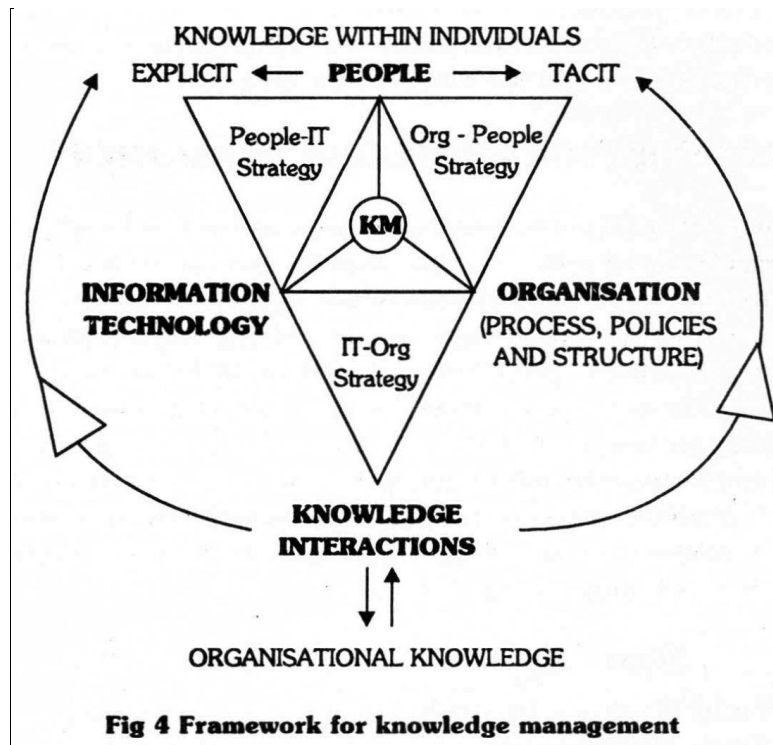 KNOWLEDGE WITHIN INDIVIDUALS
EXPLICIT PEOPLE TACIT
People-IT
Strategy
Org - People
Strategy
KM
INFORMATION
TECHNOLOGY
ORGANISATION
(PROCESS, POLICIES
AND STRUCTURE)
IT-Org
Strategy
KNOWLEDGE
INTERACTIONS
ORGANISATIONAL KNOWLEDGE
Fig 4 Framework for knowledge management